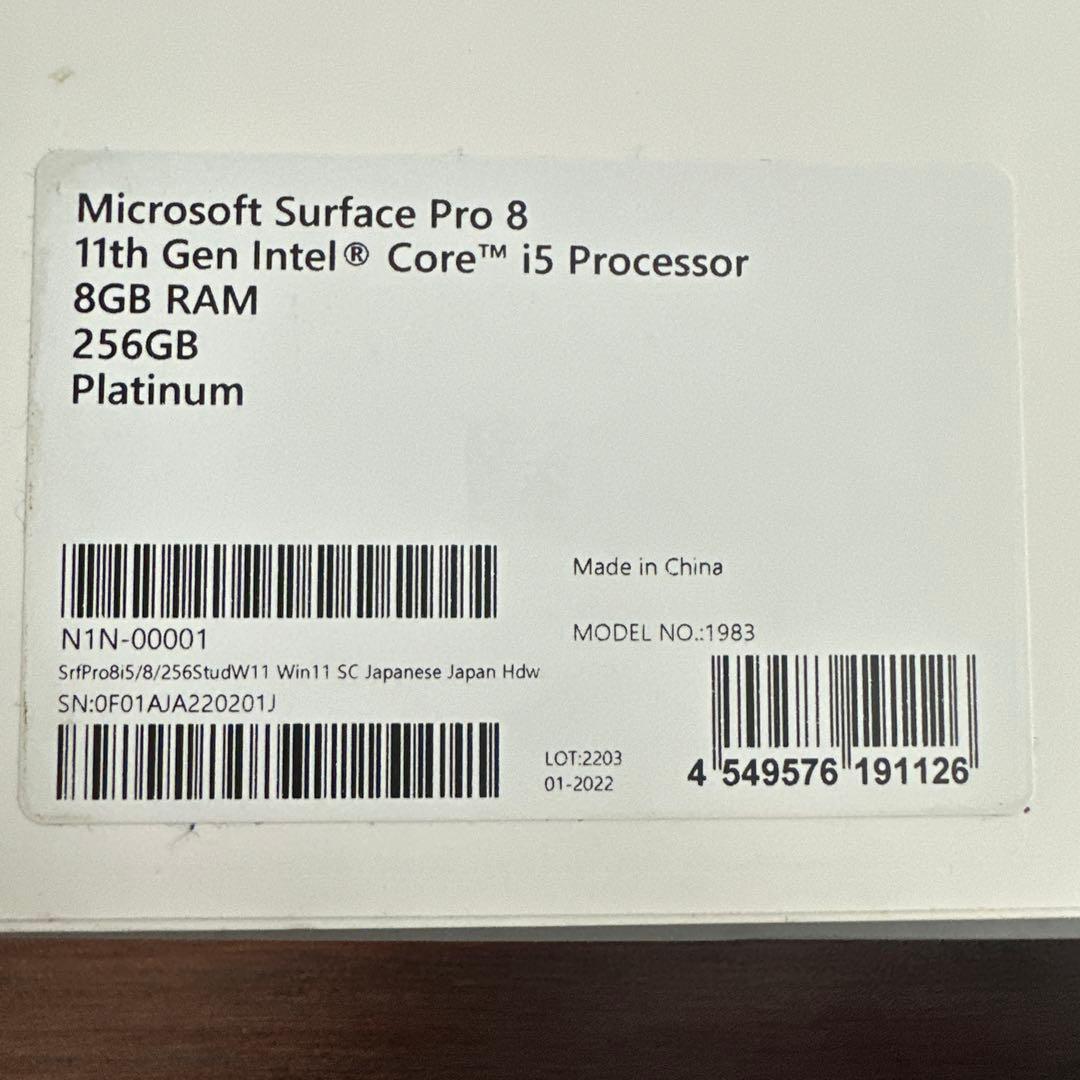 Microsoft Surface Pro 8
11th Gen Intel® Core™ i5 Processor
8GB RAM
256GB
Platinum
N1N-00001
SrfPro8i5/8/256StudW11 Win11 SC Japanese Japan Hdw
SN:0F01AJA220201J
Made in China
MODEL NO.:1983
LOT:2203
01-2022
4 549576 191126